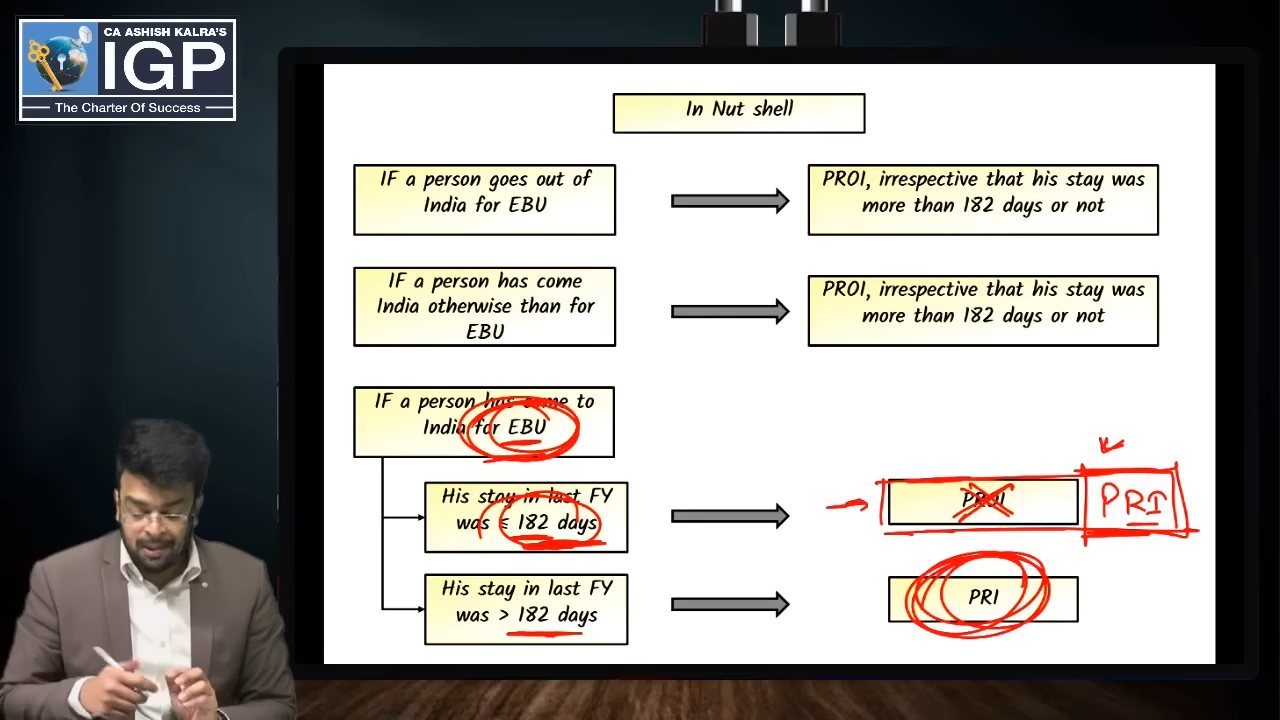 CA ASHISH KALRA'S
IGP
The Charter Of Success
In Nut shell
IF a person goes out of
India for EBU
PROI, irrespective that his stay was
more than 182 days or not
IF a person has come
India otherwise than for
EBU
PROI, irrespective that his stay was
more than 182 days or not
IF a person has come to
India for EBU
His stay in last FY
was ≤ 182 days
PROI
PRI
His stay in last FY
was > 182 days
PRI